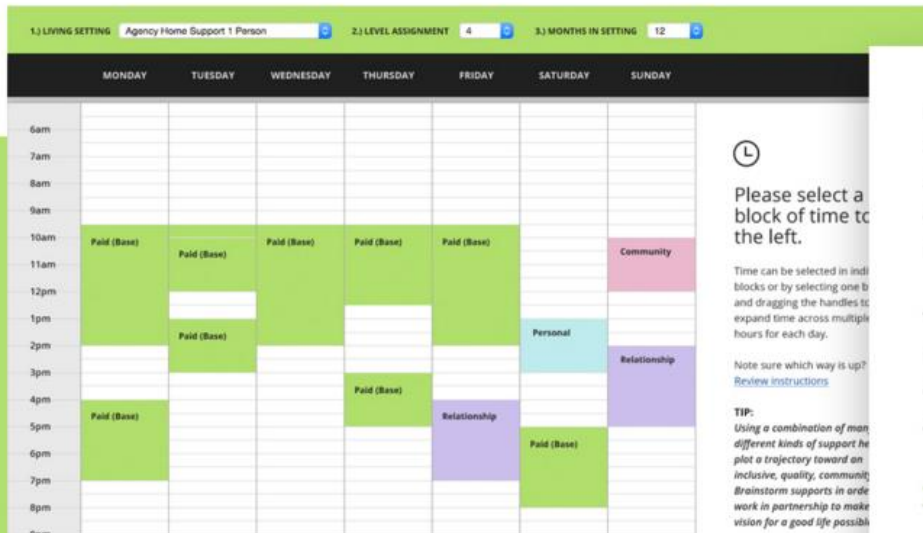 1.) LIVING SETTING Agency Home Support 1 Person 2.) LEVEL ASSIGNMENT 4 3.) MONTHS IN SETTING 12
MONDAY TUESDAY WEDNESDAY THURSDAY FRIDAY SATURDAY SUNDAY
6am
7am
8am
9am
10am Paid (Base) Paid (Base) Paid (Base) Paid (Base)
Paid (Base) Community
11am
12pm
1pm
Paid (Base) Personal
2pm
Relationship
3pm
Paid (Base)
4pm
Paid (Base) Relationship
5pm
Paid (Base)
6pm
7pm
8pm
Please select a
block of time to
the left.
Time can be selected in indi
blocks or by selecting one b
and dragging the handles to
expand time across multiple
hours for each day.
Note sure which way is up?
Review instructions
TIP:
Using a combination of many
different kinds of support he
plot a trajectory toward an
inclusive, quality, community
Brainstorm supports in orde
work in partnership to make
vision for a good life possibl